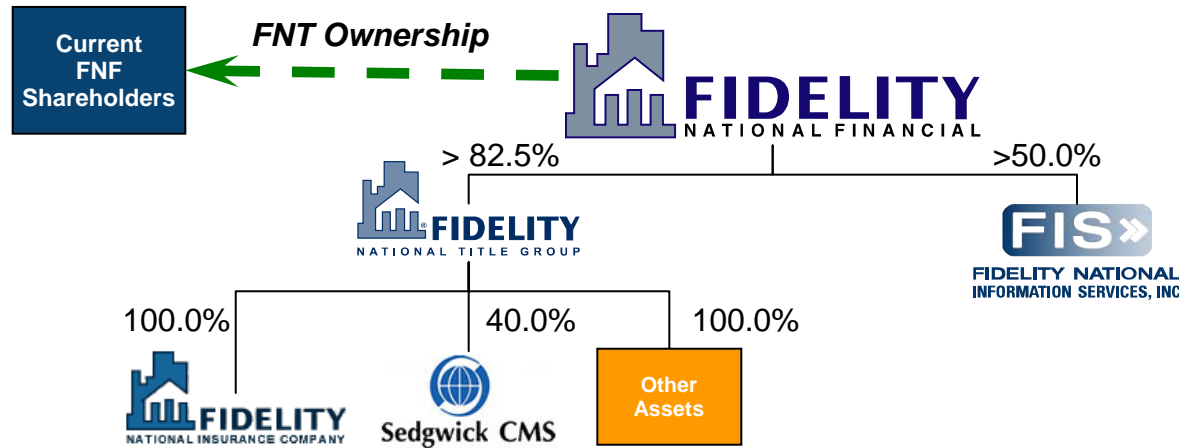 Current
FNF
Shareholders
FNT Ownership
FIDELITY
NATIONAL FINANCIAL
> 82.5%
>50.0%
® FIDELITY
NATIONAL TITLE GROUP
FIS
FIDELITY NATIONAL
INFORMATION SERVICES, INC
100.0%
40.0%
100.0%
FIDELITY
NATIONAL INSURANCE COMPANY
Sedgwick CMS
Other
Assets